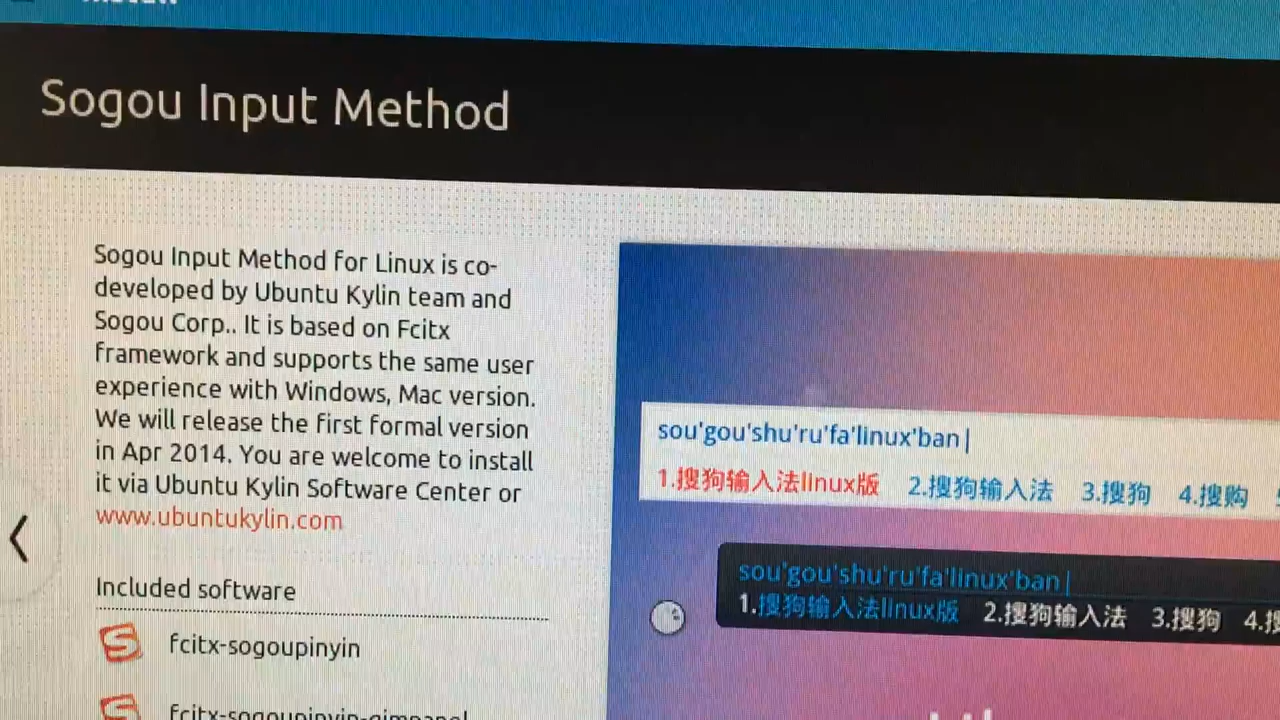 Sogou Input Method
Sogou Input Method for Linux is co-
developed by Ubuntu Kylin team and
Sogou Corp.. It is based on Fcitx
framework and supports the same user
experience with Windows, Mac version.
We will release the first formal version
in Apr 2014. You are welcome to install
it via Ubuntu Kylin Software Center or
www.ubuntukylin.com
Included software
fcitx-sogoupinyin
sou'gou'shu'ru'fa'linux'ban
1.搜狗输入法linux版 2.搜狗输入法 3.搜狗 4.搜购
sou'gou'shu'ru'fa'linux'ban
1.搜狗输入法linux版 2.搜狗输入法 3.搜狗 4.搜